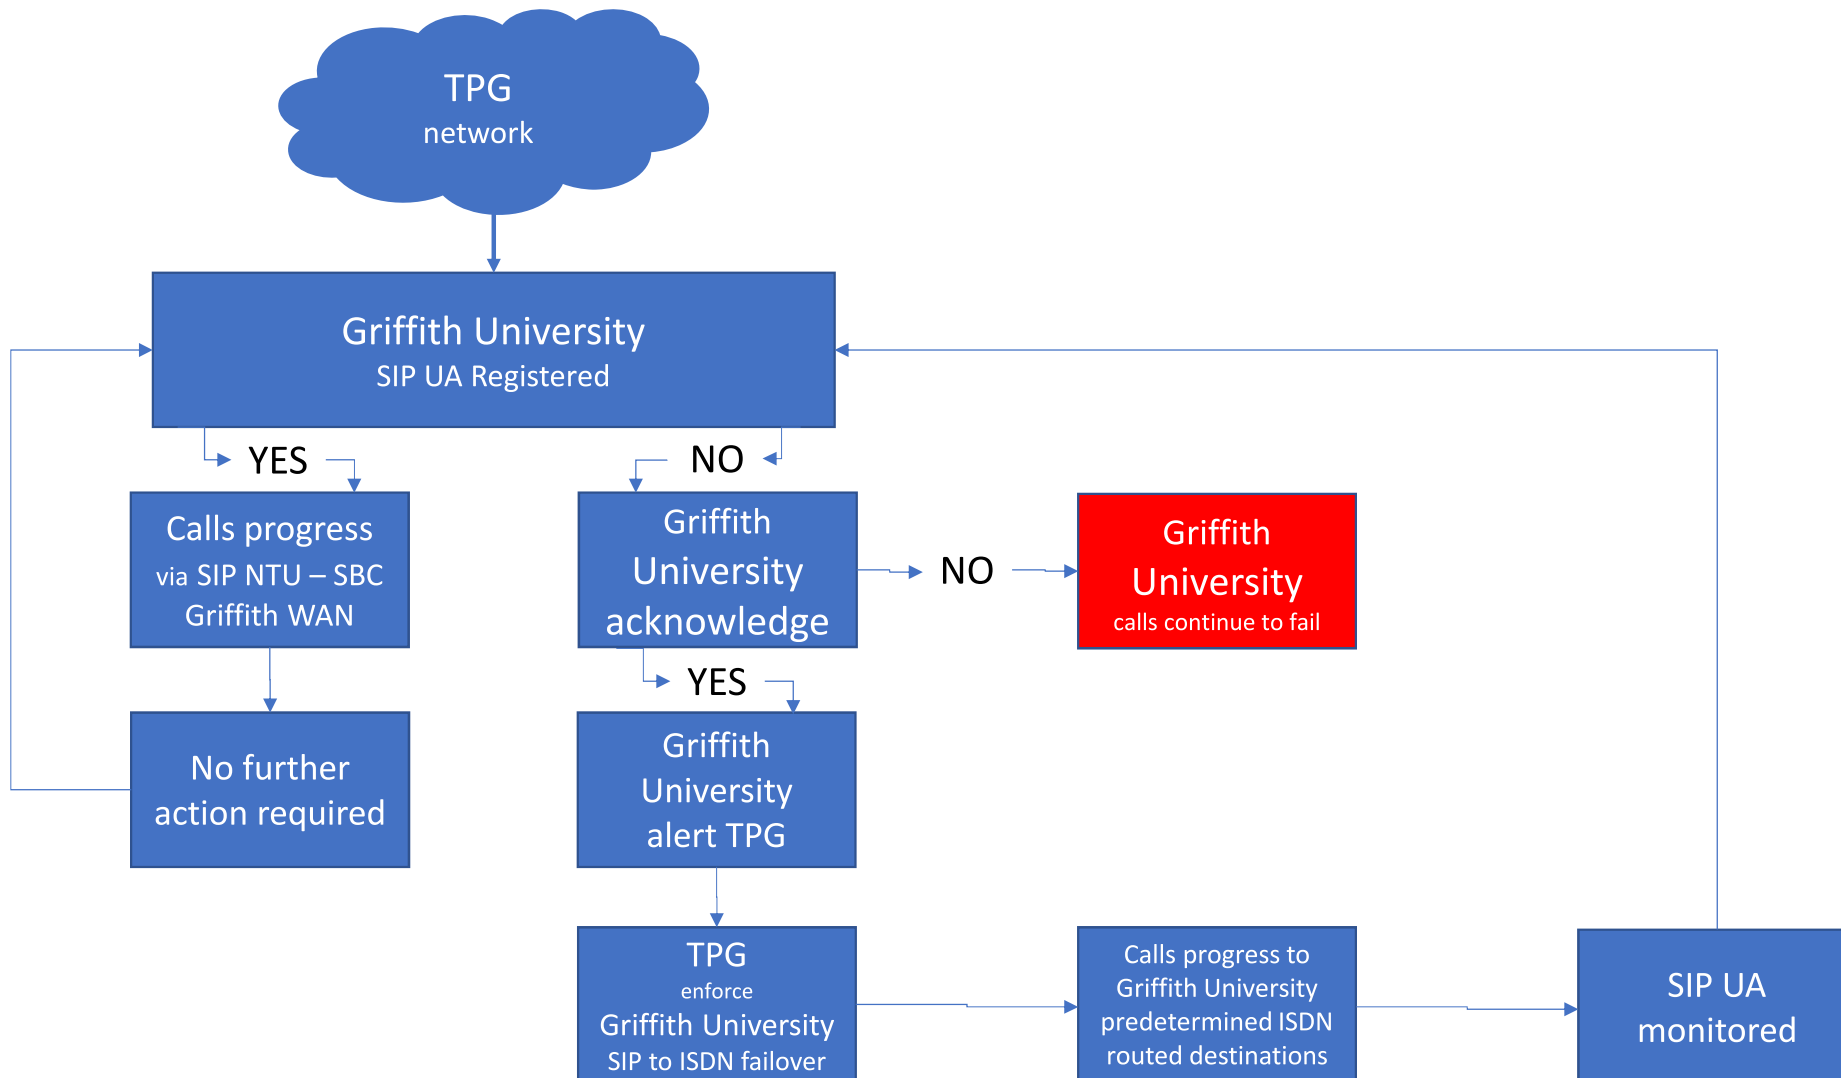 TPG
network
Griffith University
SIP UA Registered
YES
NO
Calls progress
via SIP NTU – SBC
Griffith WAN
Griffith
University
acknowledge
NO
Griffith
University
calls continue to fail
YES
No further
action required
Griffith
University
alert TPG
TPG
enforce
Griffith University
SIP to ISDN failover
Calls progress to
Griffith University
predetermined ISDN
routed destinations
SIP UA
monitored